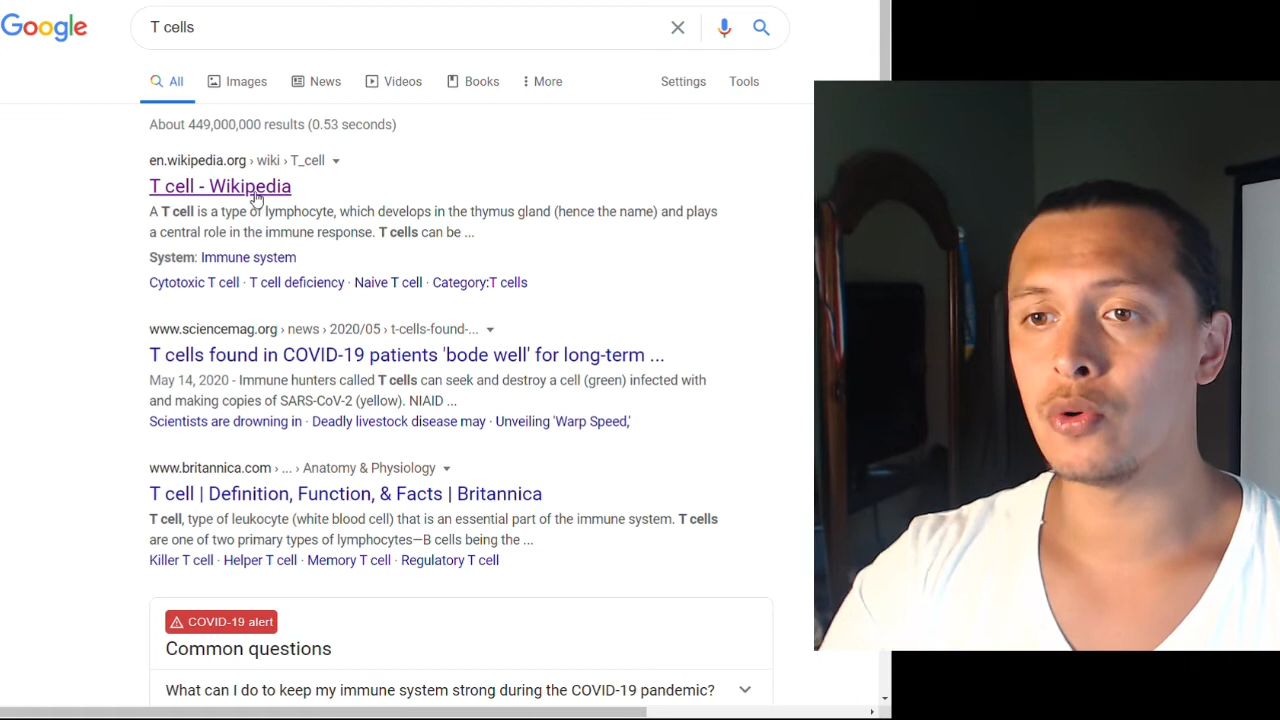 Google
T cells
All Images News Videos Books More Settings Tools
About 449,000,000 results (0.53 seconds)
en.wikipedia.org › wiki › T_cell
T cell - Wikipedia
A T cell is a type of lymphocyte, which develops in the thymus gland (hence the name) and plays
a central role in the immune response. T cells can be ...
System: Immune system
Cytotoxic T cell · T cell deficiency · Naive T cell · Category:T cells
www.sciencemag.org › news › 2020/05 › t-cells-found-...
T cells found in COVID-19 patients 'bode well' for long-term ...
May 14, 2020 - Immune hunters called T cells can seek and destroy a cell (green) infected with
and making copies of SARS-CoV-2 (yellow). NIAID ...
Scientists are drowning in · Deadly livestock disease may · Unveiling 'Warp Speed,'
www.britannica.com › ... › Anatomy & Physiology
T cell | Definition, Function, & Facts | Britannica
T cell, type of leukocyte (white blood cell) that is an essential part of the immune system. T cells
are one of two primary types of lymphocytes—B cells being the ...
Killer T cell · Helper T cell · Memory T cell · Regulatory T cell
COVID-19 alert
Common questions
What can I do to keep my immune system strong during the COVID-19 pandemic?